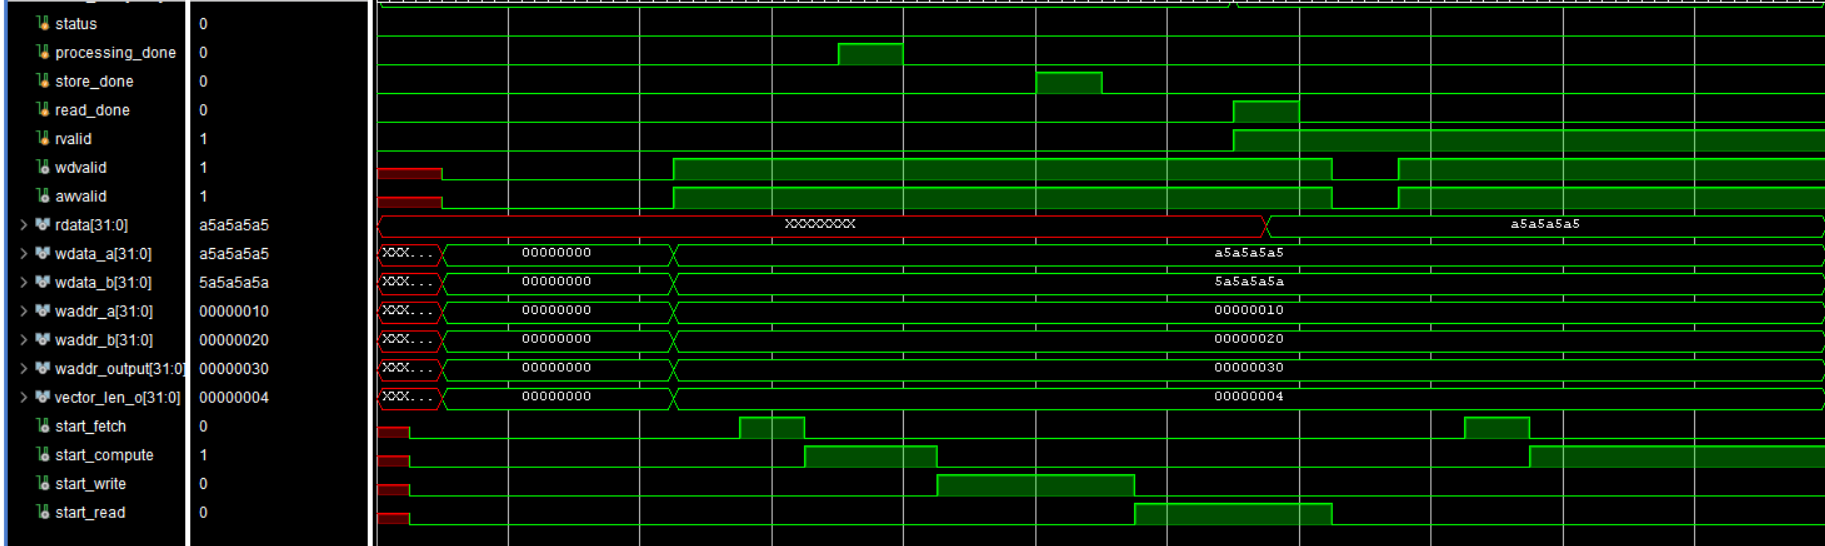 status 0
processing_done 0
store_done 0
read_done 0
rvalid 1
wdvalid 1
awvalid 1
rdata[31:0] a5a5a5a5 XXXXXXXX a5a5a5a5
wdata_a[31:0] a5a5a5a5 XXX... 00000000 a5a5a5a5
wdata_b[31:0] 5a5a5a5a XXX... 00000000 5a5a5a5a
waddr_a[31:0] 00000010 XXX... 00000000 00000010
waddr_b[31:0] 00000020 XXX... 00000000 00000020
waddr_output[31:0] 00000030 XXX... 00000000 00000030
vector_len_o[31:0] 00000004 XXX... 00000000 00000004
start_fetch 0
start_compute 1
start_write 0
start_read 0